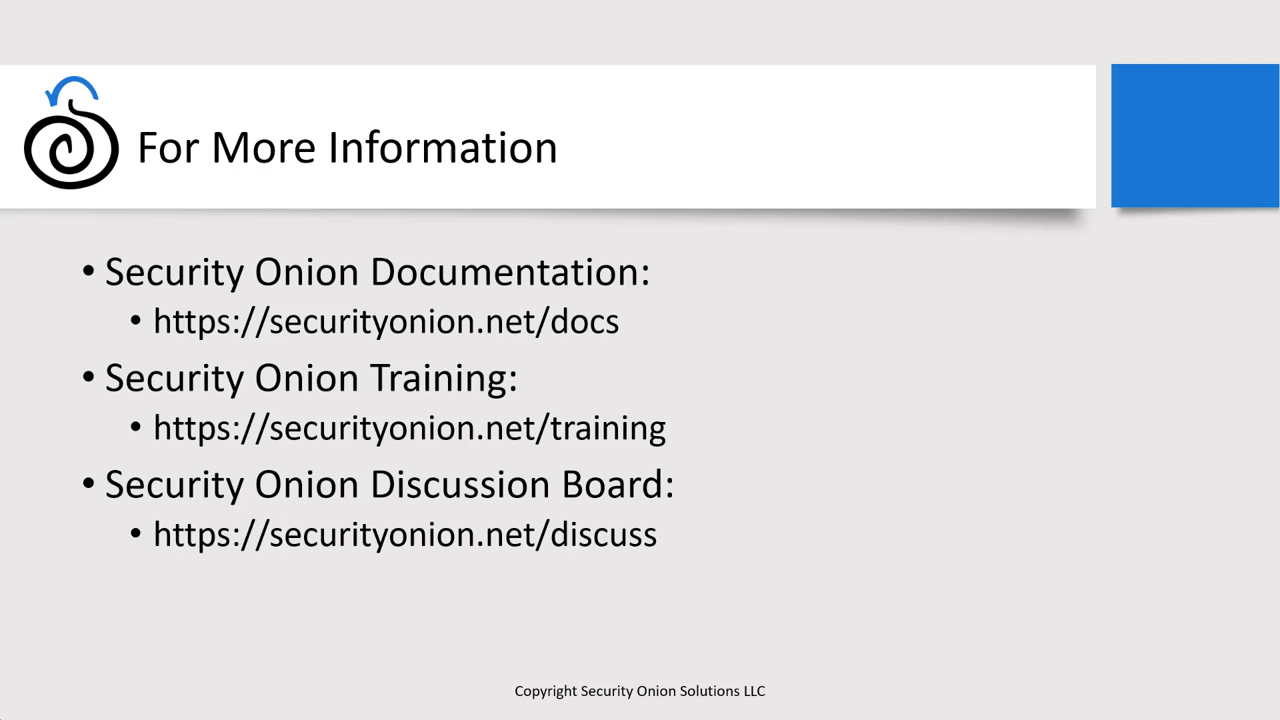 For More Information
• Security Onion Documentation:
• https://securityonion.net/docs
• Security Onion Training:
• https://securityonion.net/training
• Security Onion Discussion Board:
• https://securityonion.net/discuss
Copyright Security Onion Solutions LLC